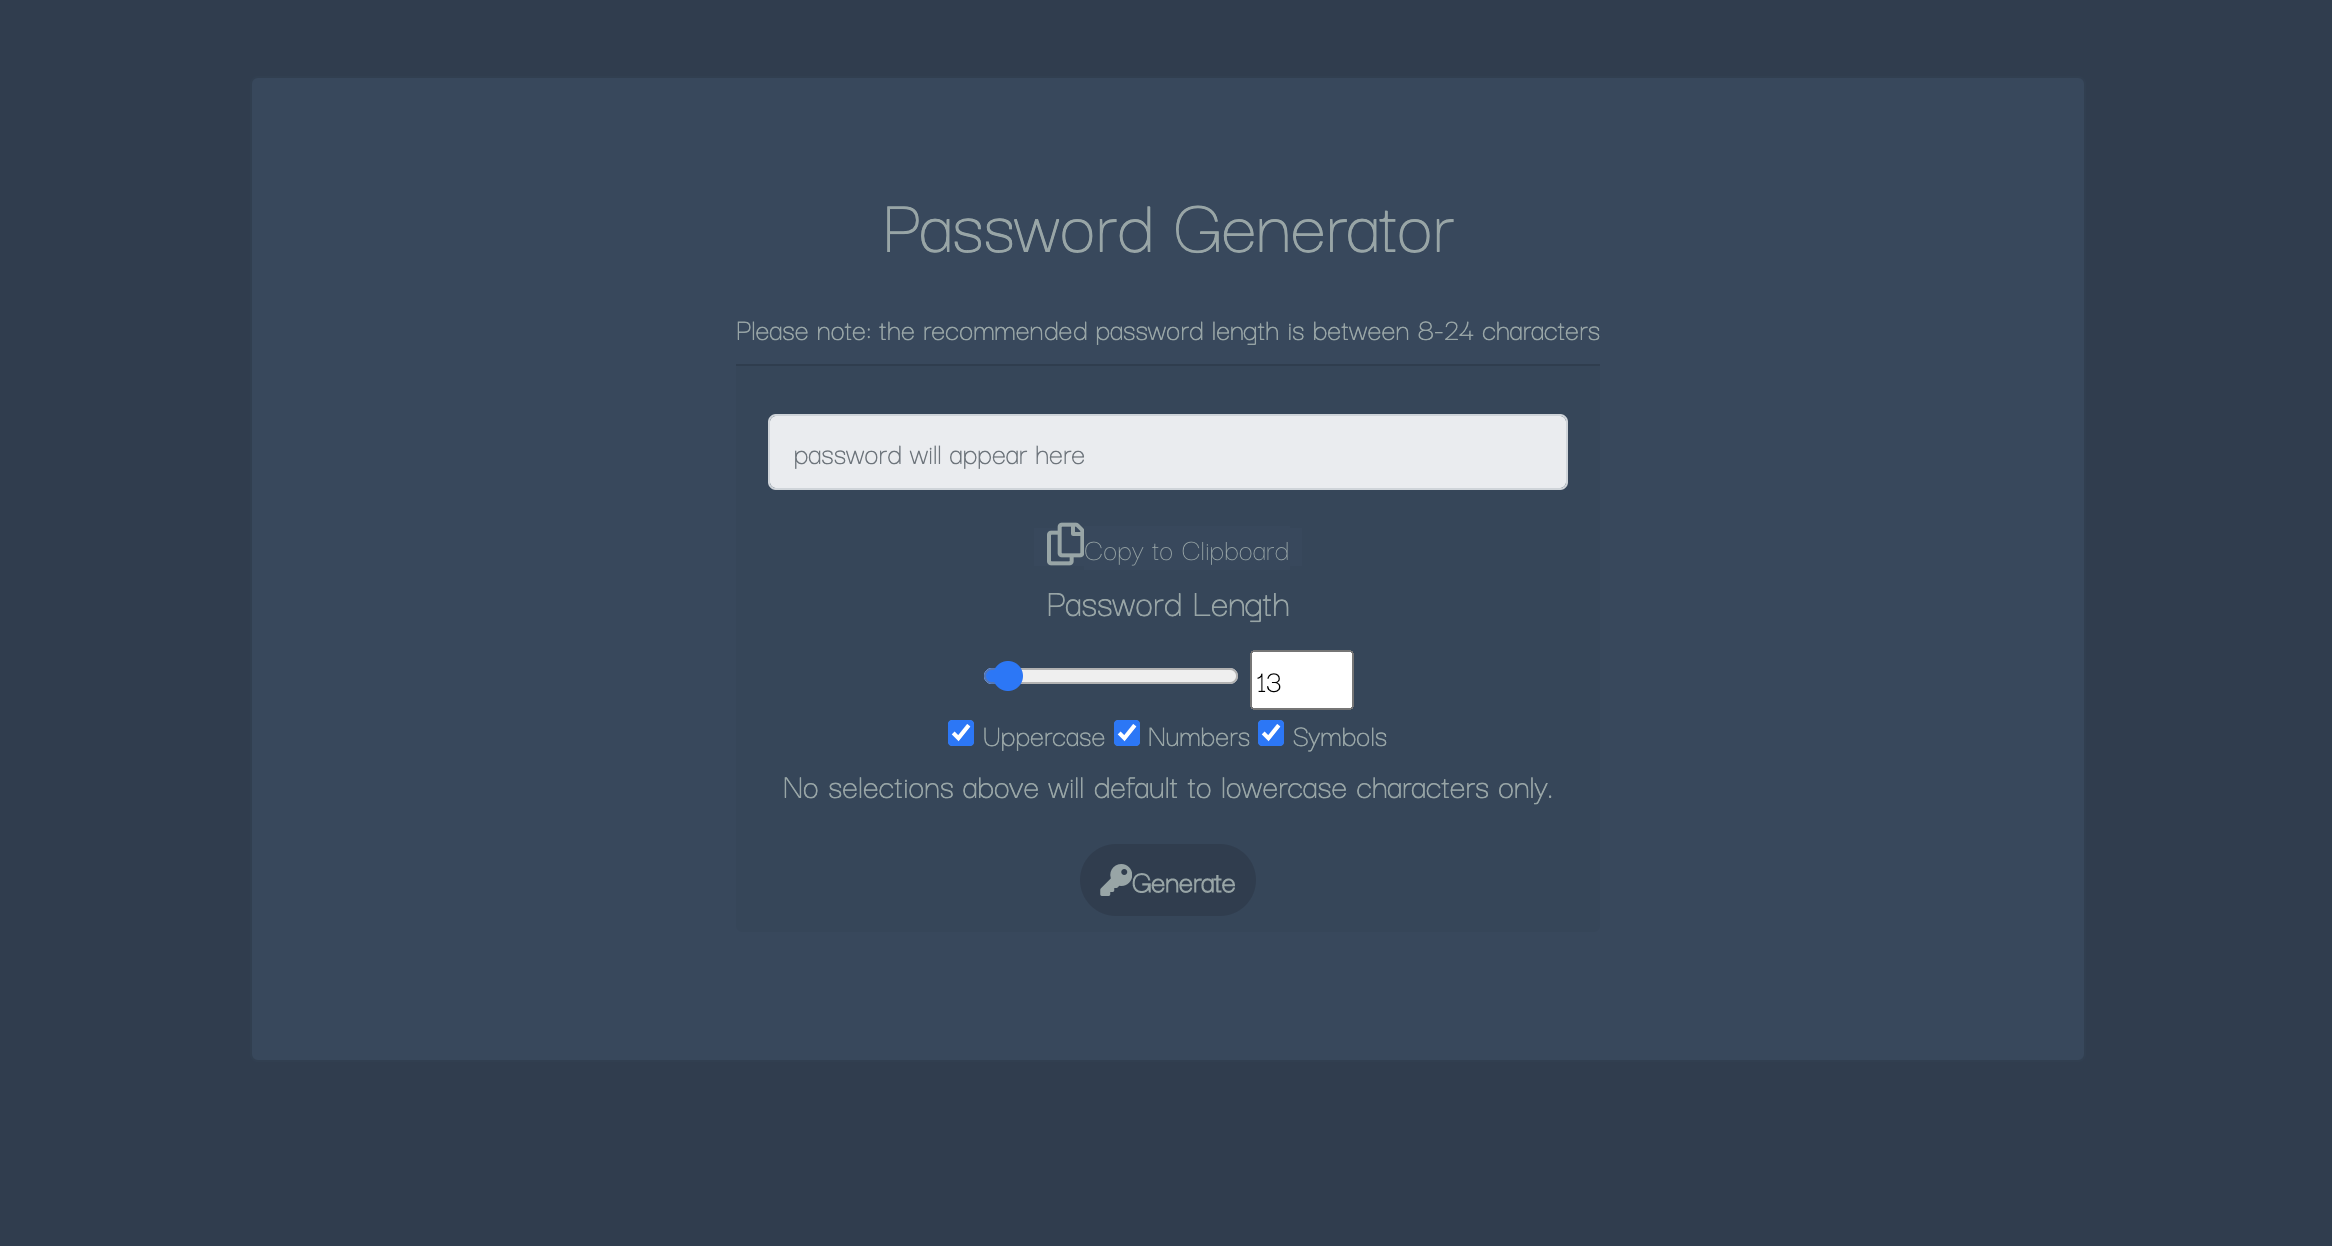 Password Generator
Please note: the recommended password length is between 8-24 characters
password will appear here
Copy to Clipboard
Password Length
13
Uppercase Numbers Symbols
No selections above will default to lowercase characters only.
Generate